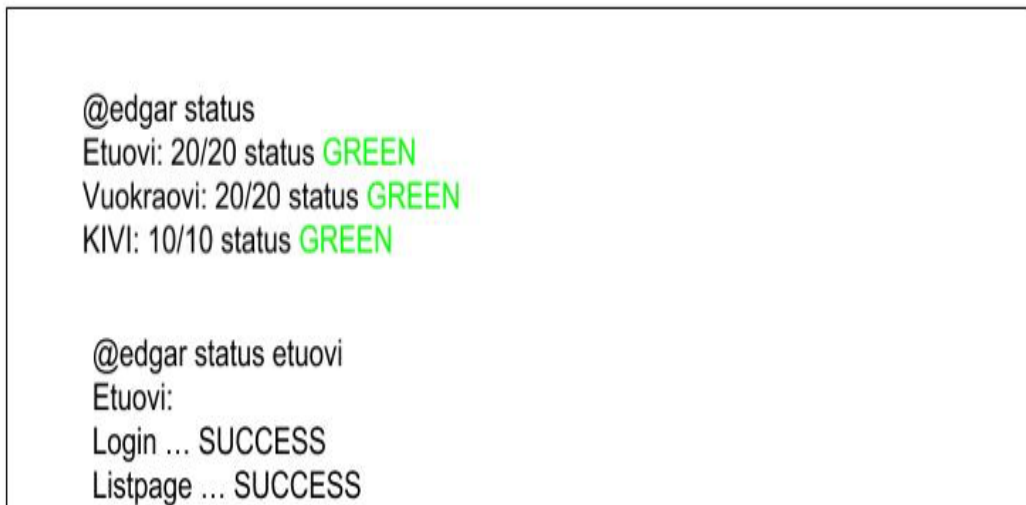 @edgar status
Etuovi: 20/20 status GREEN
Vuokraovi: 20/20 status GREEN
KIVI: 10/10 status GREEN
@edgar status etuovi
Etuovi:
Login … SUCCESS
Listpage … SUCCESS